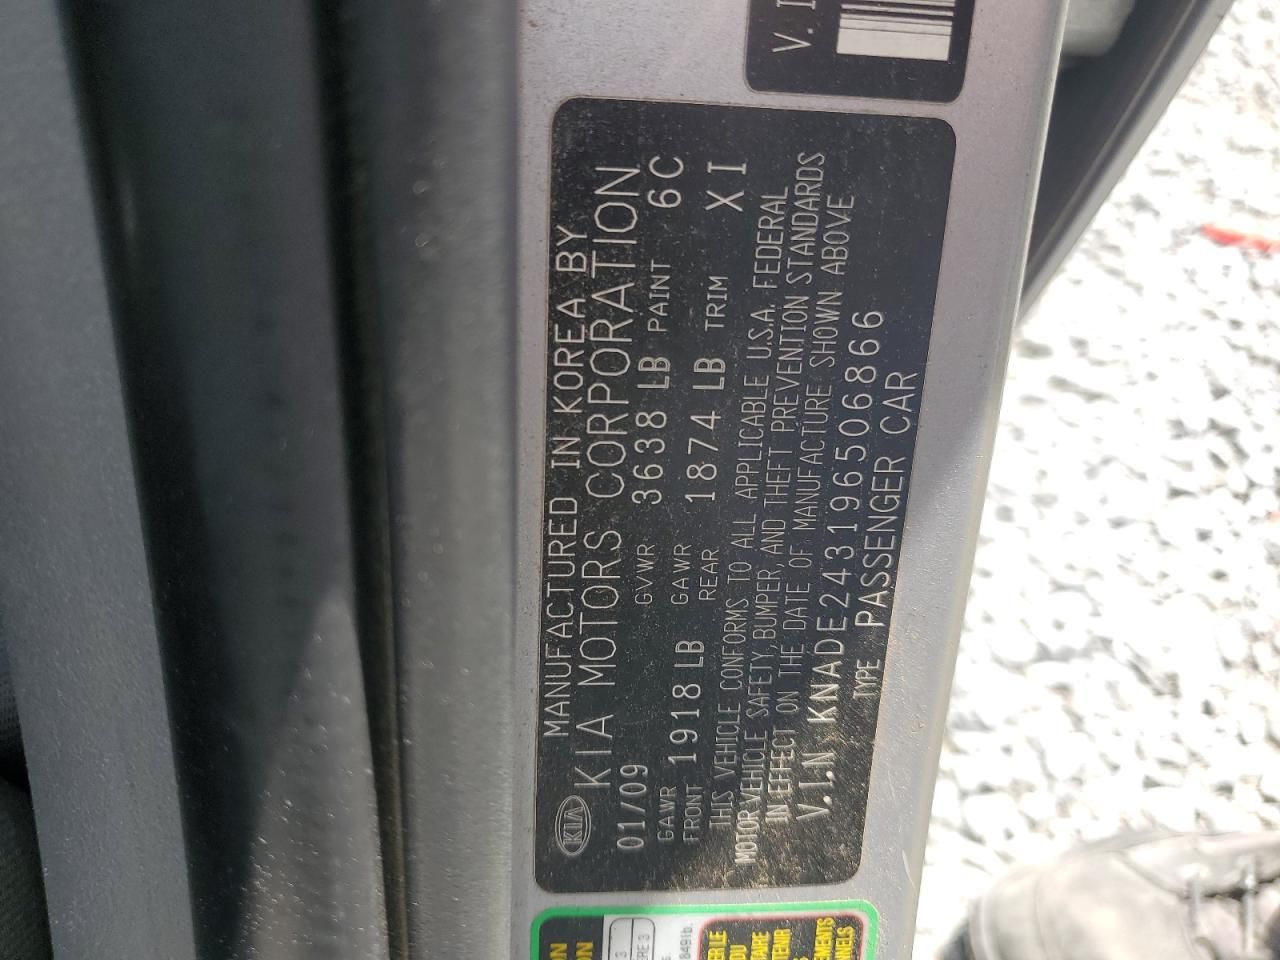 V.I
MANUFACTURED IN KOREA BY
KIA KIA MOTORS CORPORATION
01/09 GVWR 3638 LB PAINT 6C
GAWR FRONT 1918 LB GAWR REAR 1874 LB TRIM X I
THIS VEHICLE CONFORMS TO ALL APPLICABLE U.S.A. FEDERAL
MOTOR VEHICLE SAFETY, BUMPER, AND THEFT PREVENTION STANDARDS
IN EFFECT ON THE DATE OF MANUFACTURE SHOWN ABOVE
V.I.N KNADE243196506866
TYPE PASSENGER CAR